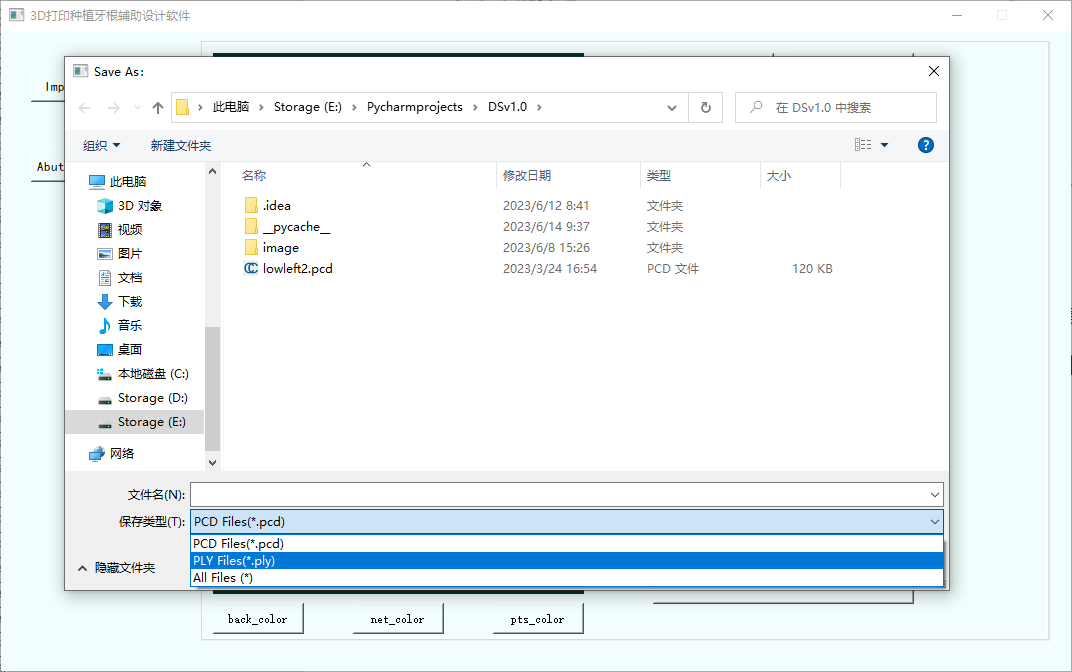 3D打印种植牙根辅助设计软件
Save As:
Imp
此电脑 › Storage (E:) › Pycharmprojects › DSv1.0 ›
在 DSv1.0 中搜索
组织 新建文件夹
Abut
名称 修改日期 类型 大小
此电脑
3D 对象
视频
图片
文档
下载
音乐
桌面
本地磁盘 (C:)
Storage (D:)
Storage (E:)
网络
.idea 2023/6/12 8:41 文件夹
__pycache__ 2023/6/14 9:37 文件夹
image 2023/6/8 15:26 文件夹
lowleft2.pcd 2023/3/24 16:54 PCD 文件 120 KB
文件名(N):
保存类型(T): PCD Files(*.pcd)
PCD Files(*.pcd)
PLY Files(*.ply)
All Files (*)
隐藏文件夹
back_color net_color pts_color